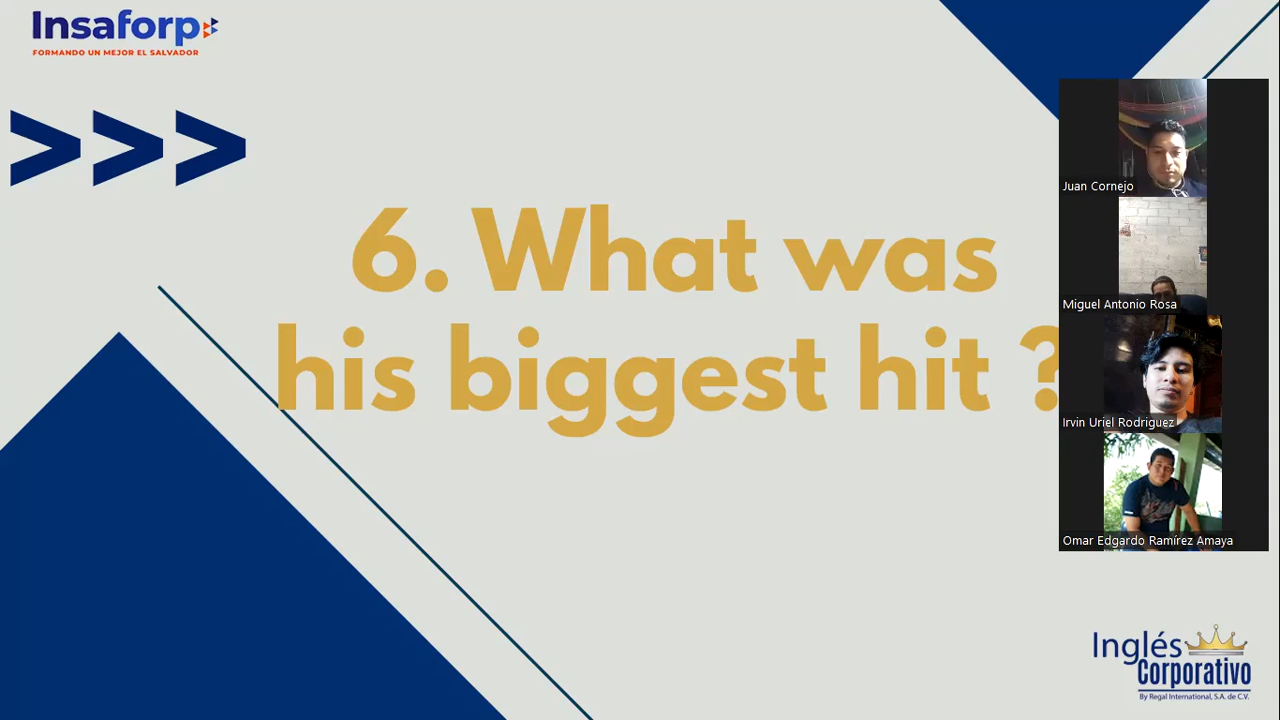 Insaforp
FORMANDO UN MEJOR EL SALVADOR
>>>
6. What was
his biggest hit ?
Juan Cornejo
Miguel Antonio Rosa
Irvin Uriel Rodriguez
Omar Edgardo Ramírez Amaya
Inglés
Corporativo
By Regal International, S.A. de C.V.